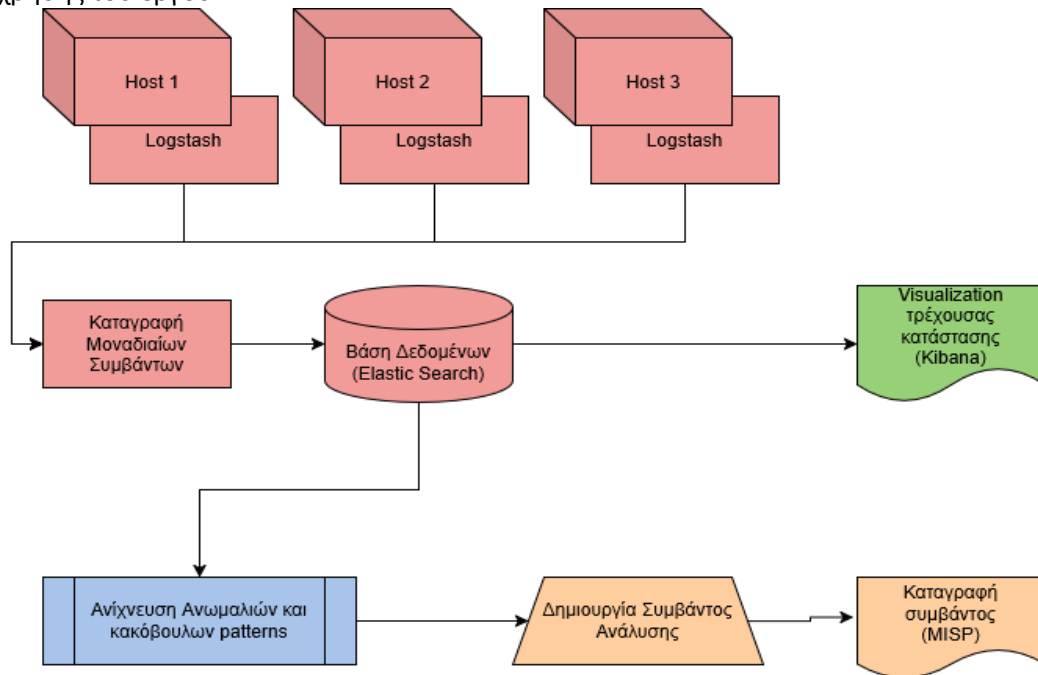 Host 1
Host 2
Host 3
Logstash
Logstash
Logstash
Καταγραφή
Μοναδιαίων
Συμβάντων
Βάση Δεδομένων
(Elastic Search)
Visualization
τρέχουσας
κατάστασης
(Kibana)
Ανίχνευση Ανωμαλιών και
κακόβουλων patterns
Δημιουργία Συμβάντος
Ανάλυσης
Καταγραφή
συμβάντος
(MISP)